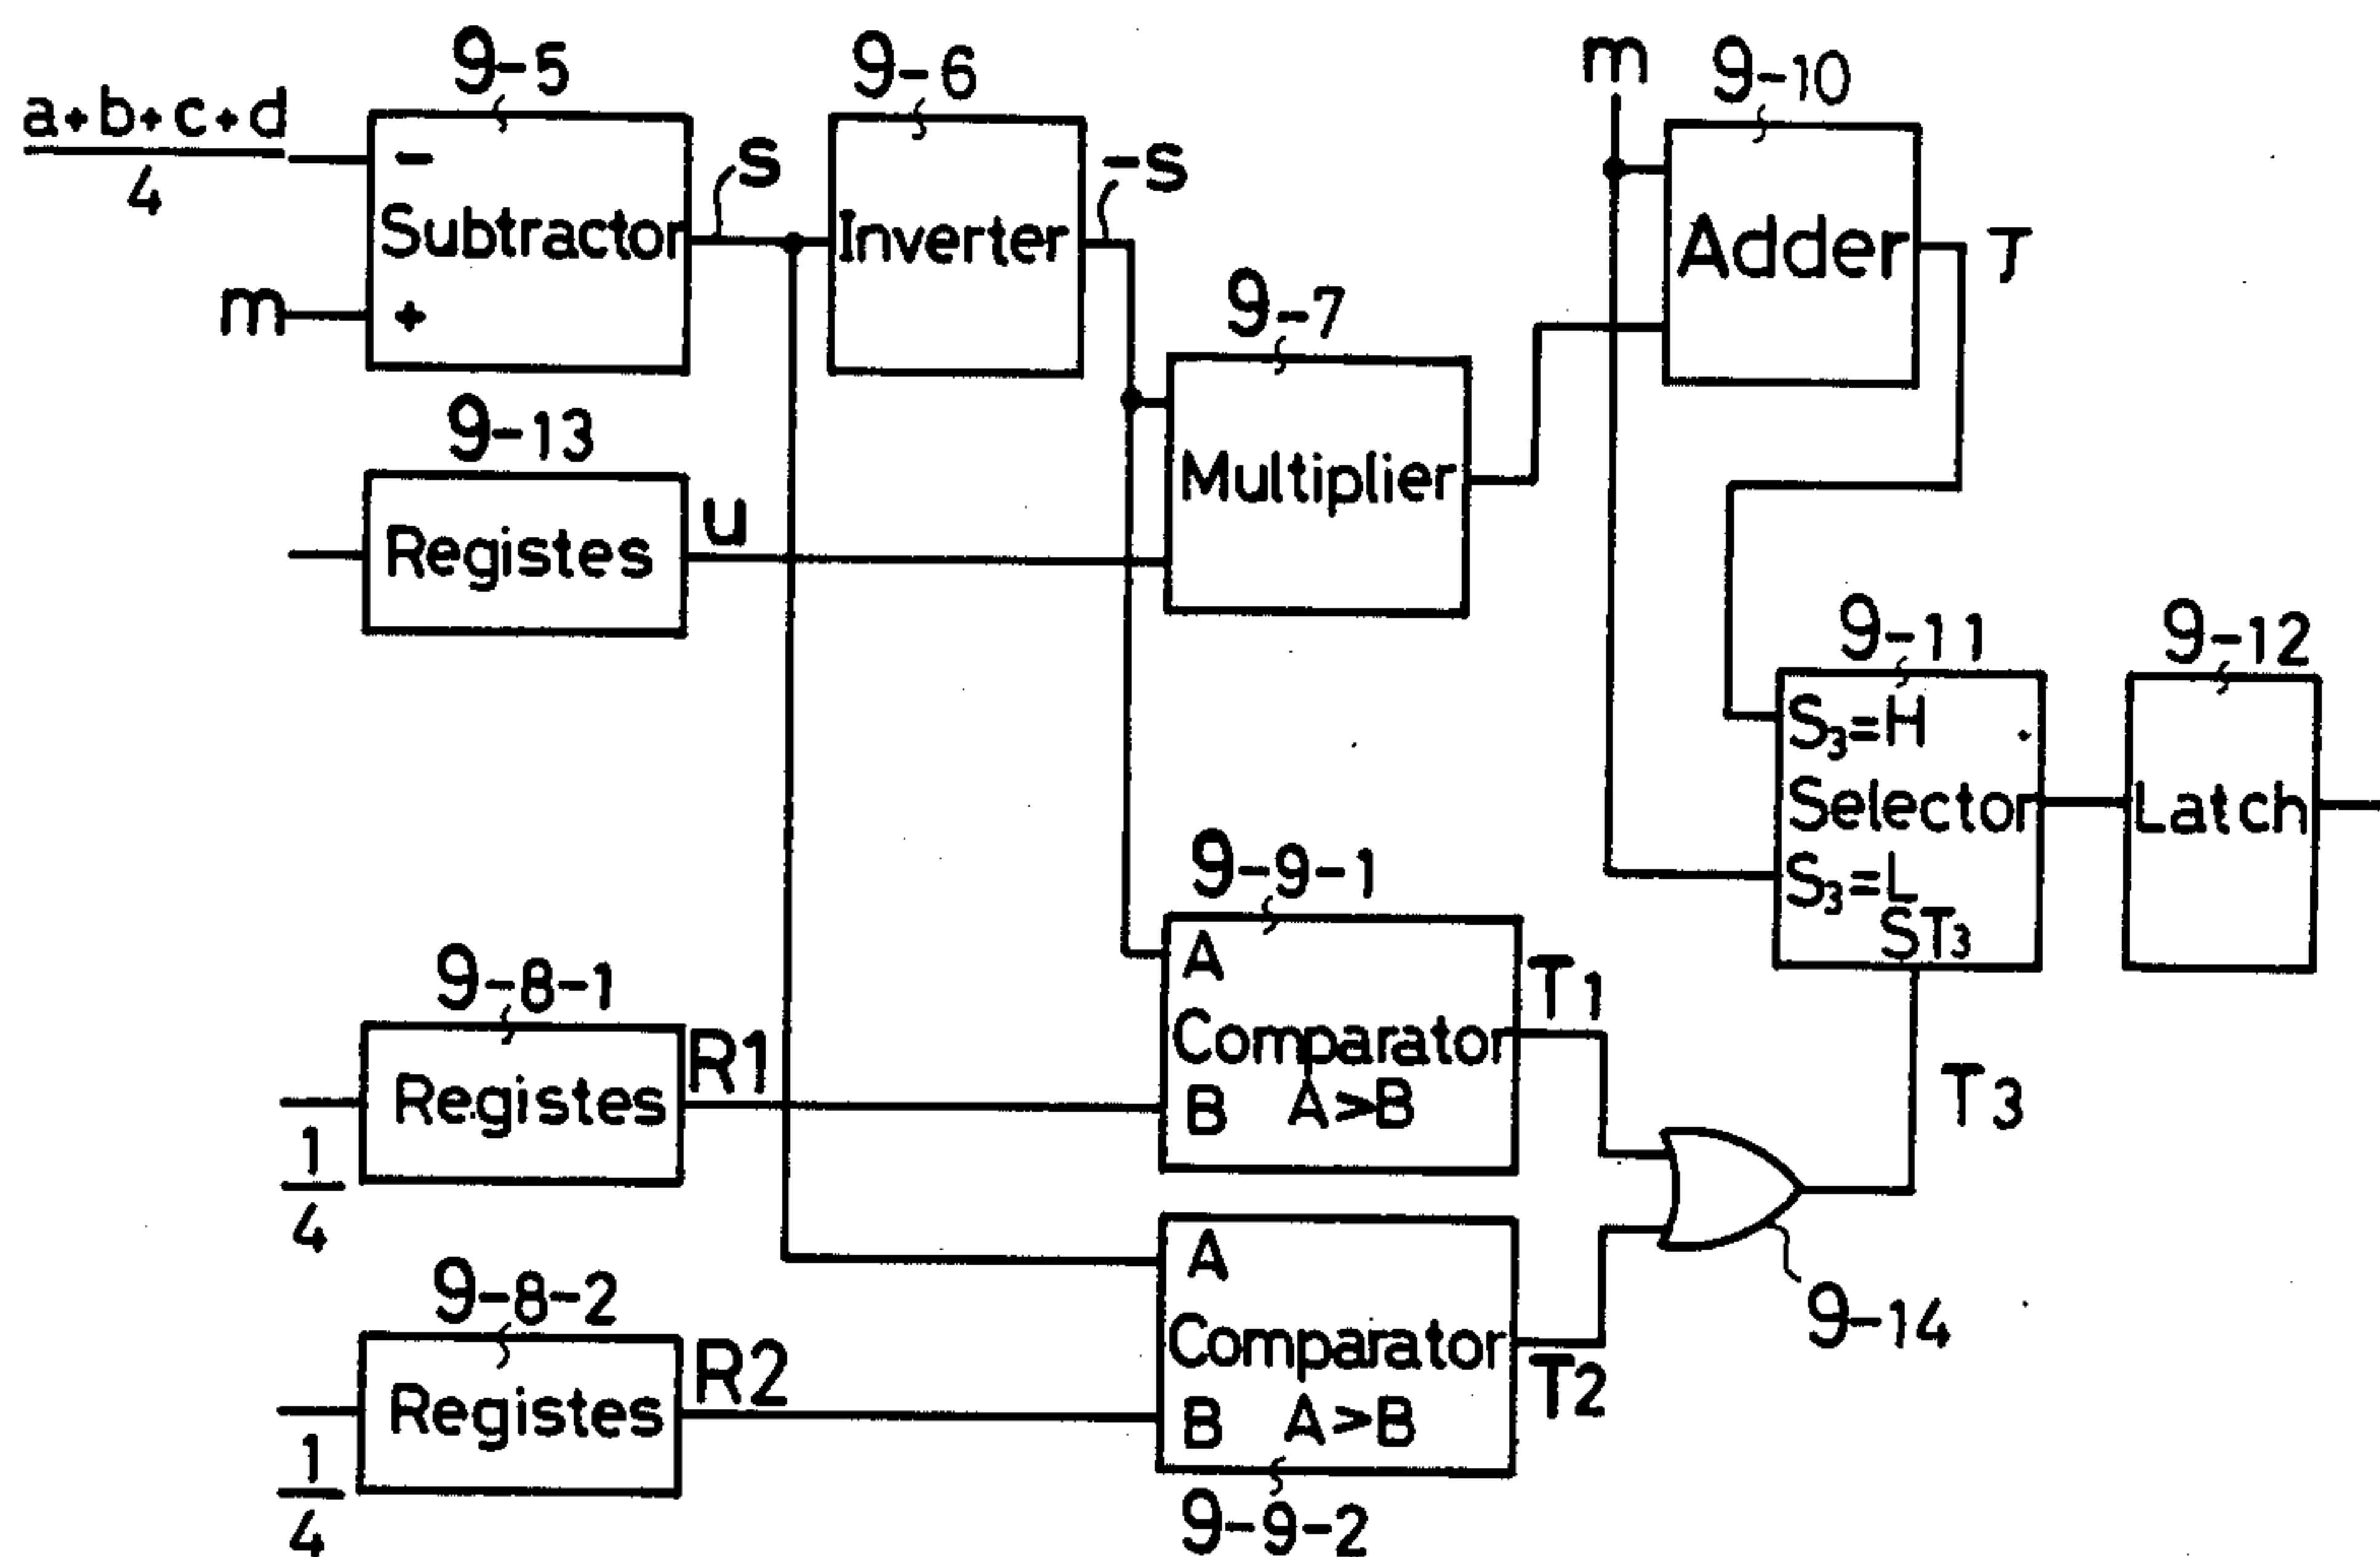 9-5
9-6
m
9-10
a+b+c+d
4
-
s
-s
Subtractor
Inverter
Adder
J
m
+
9-7
9-13
Multiplier
u
Registes
9-11
9-12
S3=H
Selector
Latch
S3=L
ST3
9-9-1
9-8-1
A
T1
R1
Comparator
Registes
B A>B
T3
1
4
9-8-2
A
R2
Comparator
9-14
Registes
T2
B A>B
1
4
9-9-2